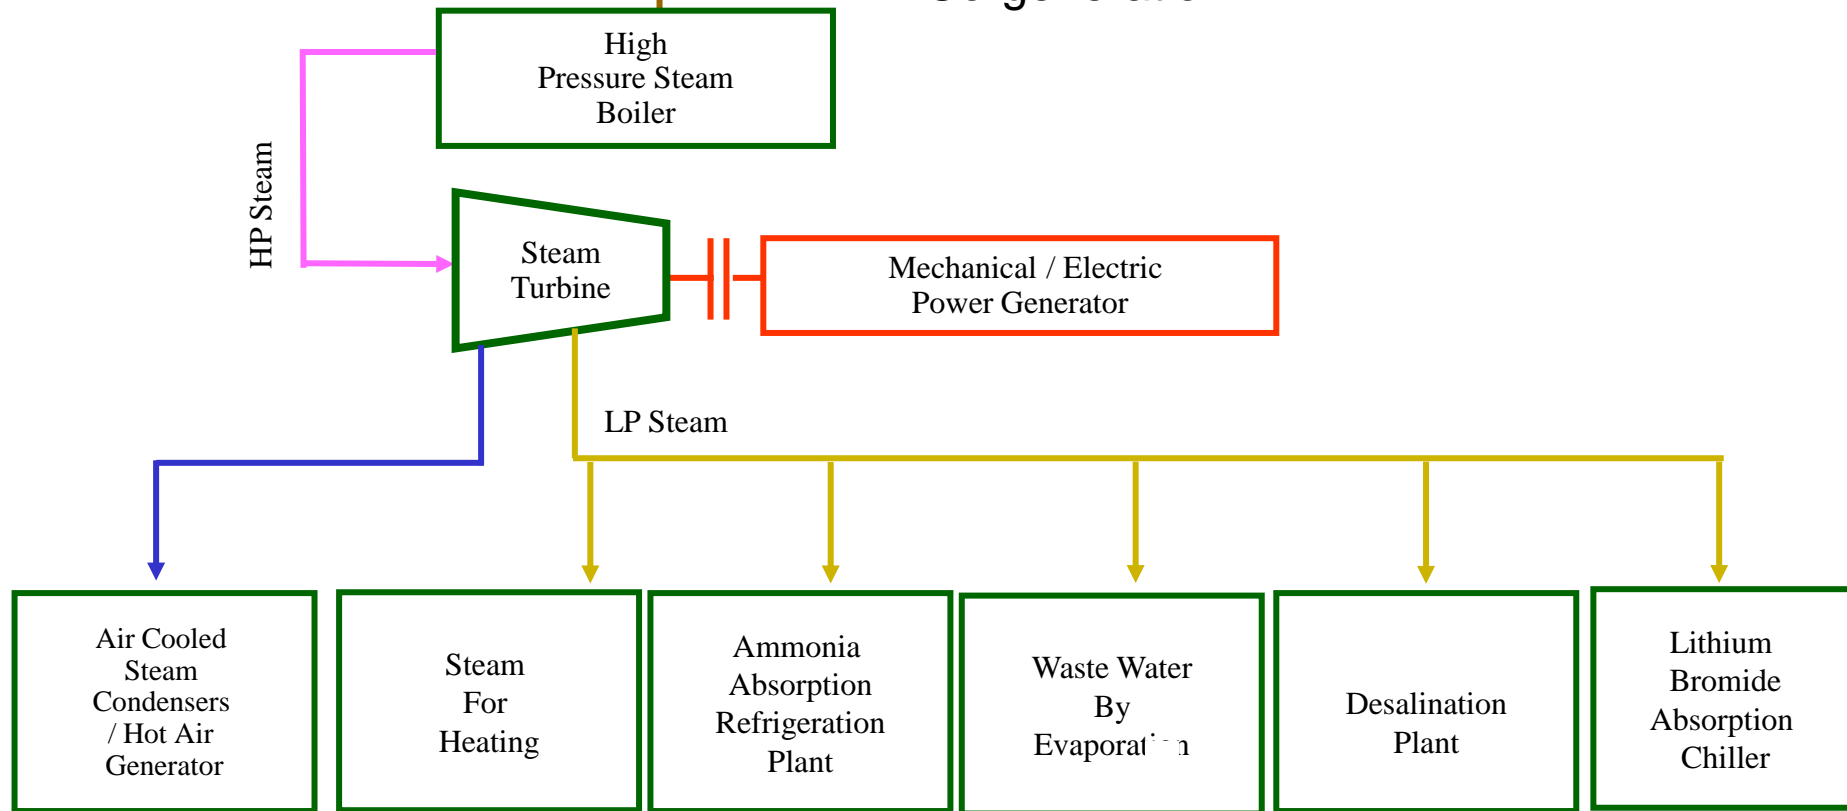 High
Pressure Steam
Boiler
HP Steam
Steam
Turbine
Mechanical / Electric
Power Generator
LP Steam
Air Cooled
Steam
Condensers
/ Hot Air
Generator
Steam
For
Heating
Ammonia
Absorption
Refrigeration
Plant
Waste Water
By
Evaporation
Desalination
Plant
Lithium
Bromide
Absorption
Chiller